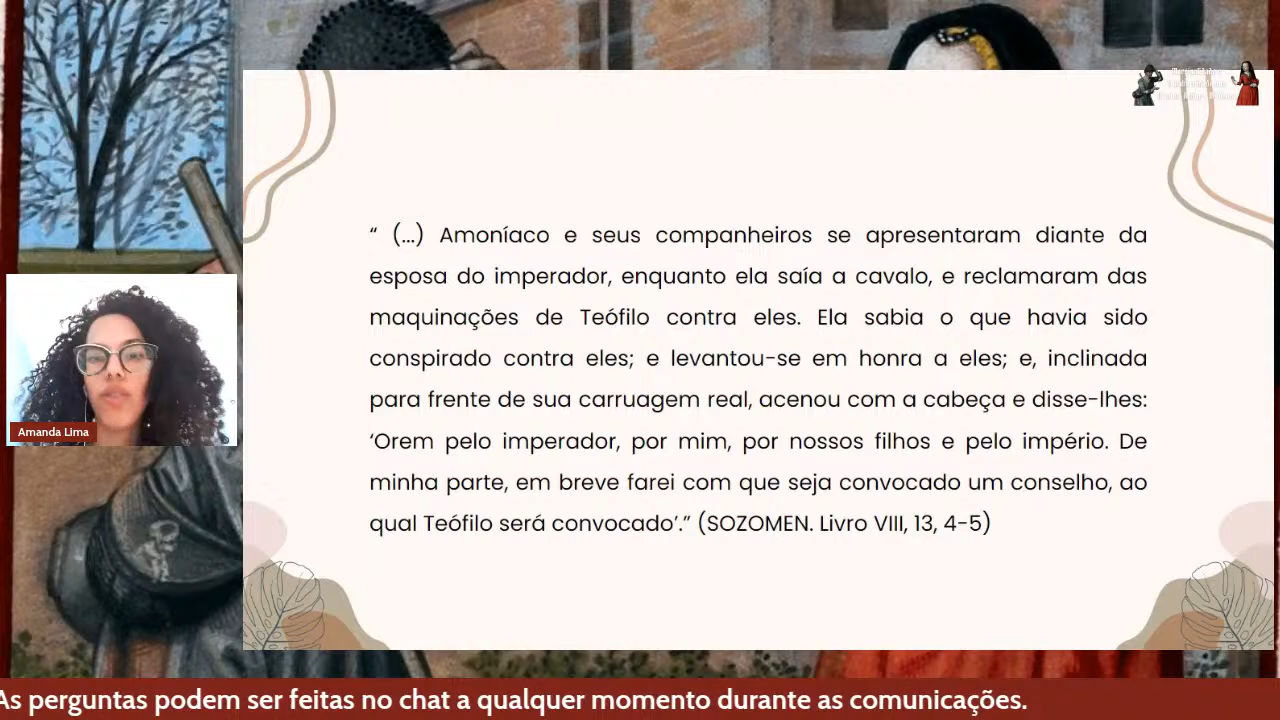 “ (...) Amoníaco e seus companheiros se apresentaram diante da
esposa do imperador, enquanto ela saía a cavalo, e reclamaram das
maquinações de Teófilo contra eles. Ela sabia o que havia sido
conspirado contra eles; e levantou-se em honra a eles; e, inclinada
para frente de sua carruagem real, acenou com a cabeça e disse-lhes:
‘Orem pelo imperador, por mim, por nossos filhos e pelo império. De
minha parte, em breve farei com que seja convocado um conselho, ao
qual Teófilo será convocado’.” (SOZOMEN. Livro VIII, 13, 4-5)
Amanda Lima
As perguntas podem ser feitas no chat a qualquer momento durante as comunicações.